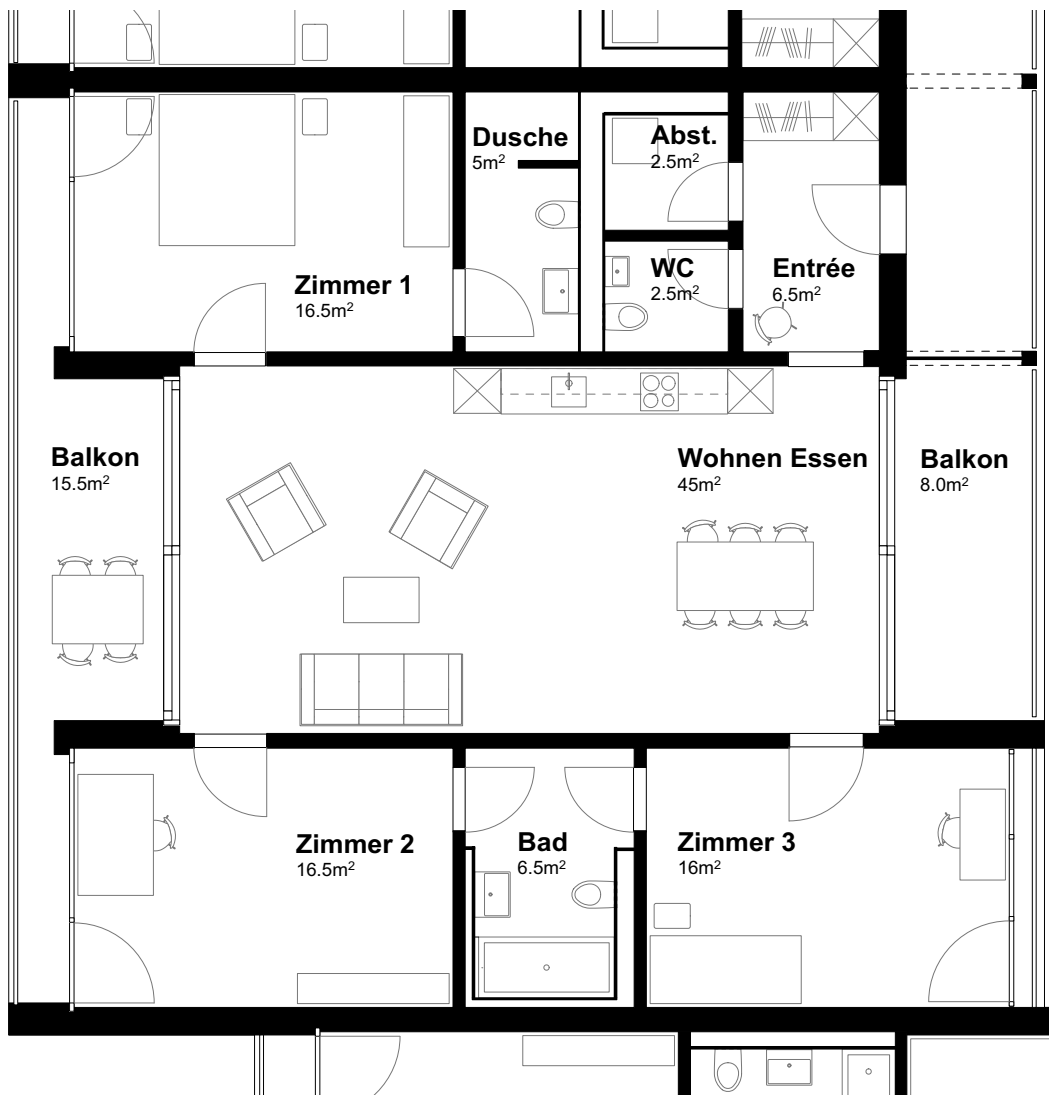 Dusche
5m²
Abst.
2.5m²
Zimmer 1
16.5m²
WC
2.5m²
Entrée
6.5m²
Balkon
15.5m²
Wohnen Essen
45m²
Balkon
8.0m²
Zimmer 2
16.5m²
Bad
6.5m²
Zimmer 3
16m²